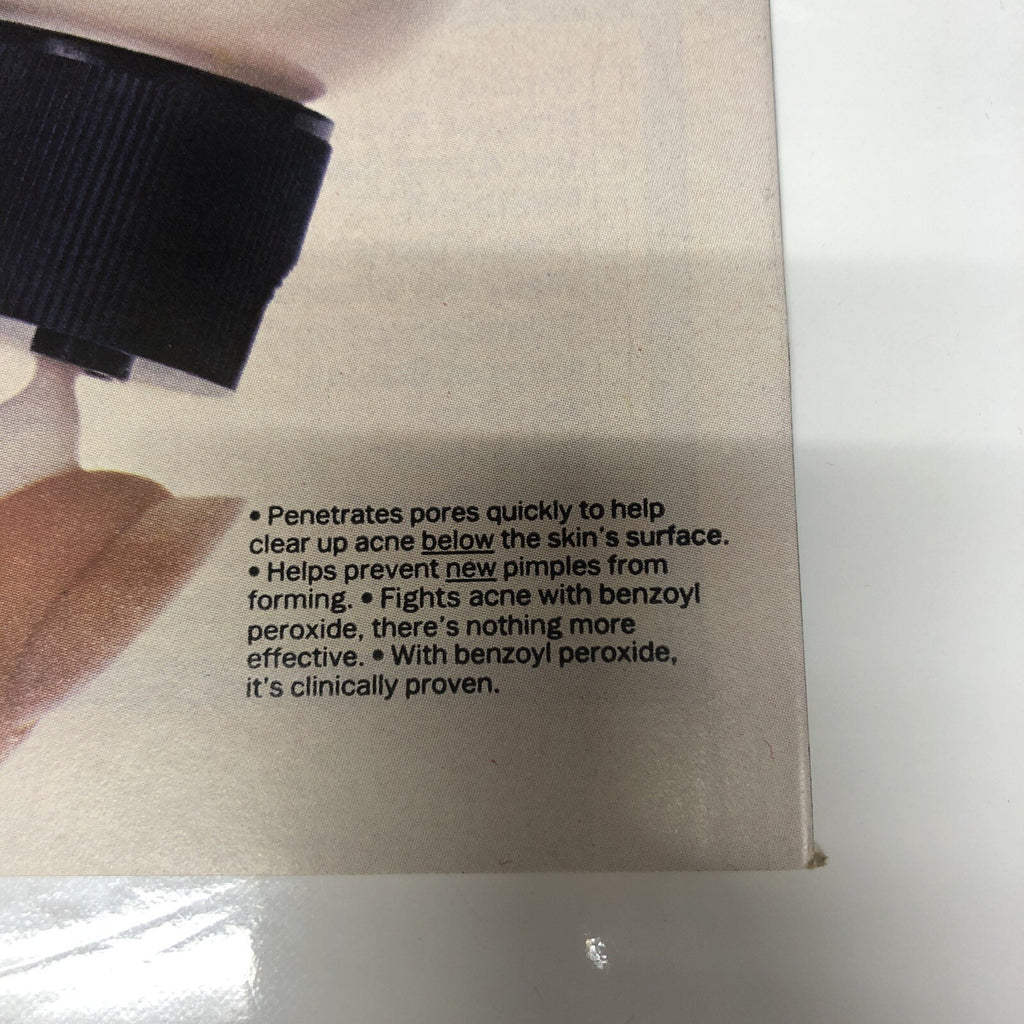 • Penetrates pores quickly to help
clear up acne below the skin's surface.
• Helps prevent new pimples from
forming. • Fights acne with benzoyl
peroxide, there's nothing more
effective. • With benzoyl peroxide,
it's clinically proven.